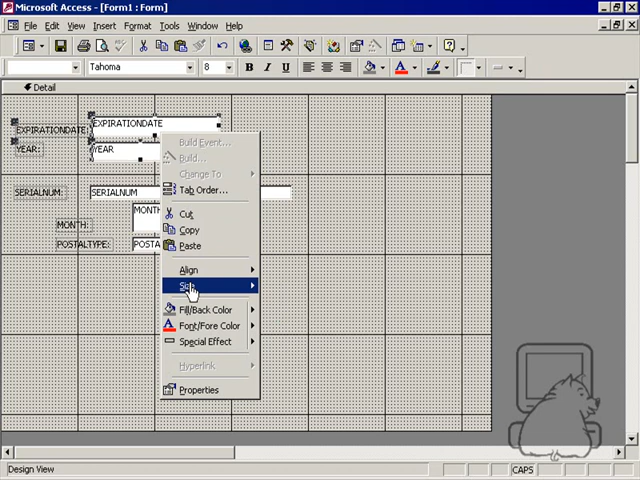 Microsoft Access - [Form1 : Form]
File Edit View Insert Format Tools Window Help
Tahoma 8 B I U
Detail
EXPIRATIONDATE: EXPIRATIONDATE
YEAR: YEAR
SERIALNUM: SERIALNUM
MONTH: MONTH
POSTALTYPE: POSTA
Build Event...
Build...
Change To
Tab Order...
Cut
Copy
Paste
Align
Fill/Back Color
Font/Fore Color
Special Effect
Hyperlink
Properties
Design View CAPS